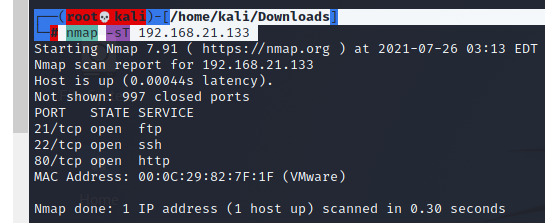 (root💀kali)-[/home/kali/Downloads]
# nmap -sT 192.168.21.133
Starting Nmap 7.91 ( https://nmap.org ) at 2021-07-26 03:13 EDT
Nmap scan report for 192.168.21.133
Host is up (0.00044s latency).
Not shown: 997 closed ports
PORT   STATE SERVICE
21/tcp open  ftp
22/tcp open  ssh
80/tcp open  http
MAC Address: 00:0C:29:82:7F:1F (VMware)
Nmap done: 1 IP address (1 host up) scanned in 0.30 seconds